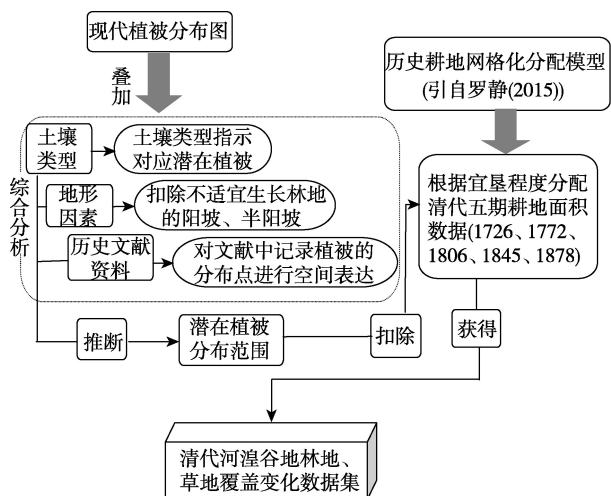 现代植被分布图
叠
加
历史耕地网格化分配模型
(引自罗静(2015))
综合分析
土壤
类型
土壤类型指示
对应潜在植被
地形
因素
扣除不适宜生长林地
的阳坡、半阳坡
历史文献
资料
对文献中记录植被的
分布点进行空间表达
根据宜垦程度分配
清代五期耕地面积
数据(1726、1772、
1806、1845、1878)
推断
潜在植被
分布范围
扣除
获得
清代河湟谷地林地、
草地覆盖变化数据集